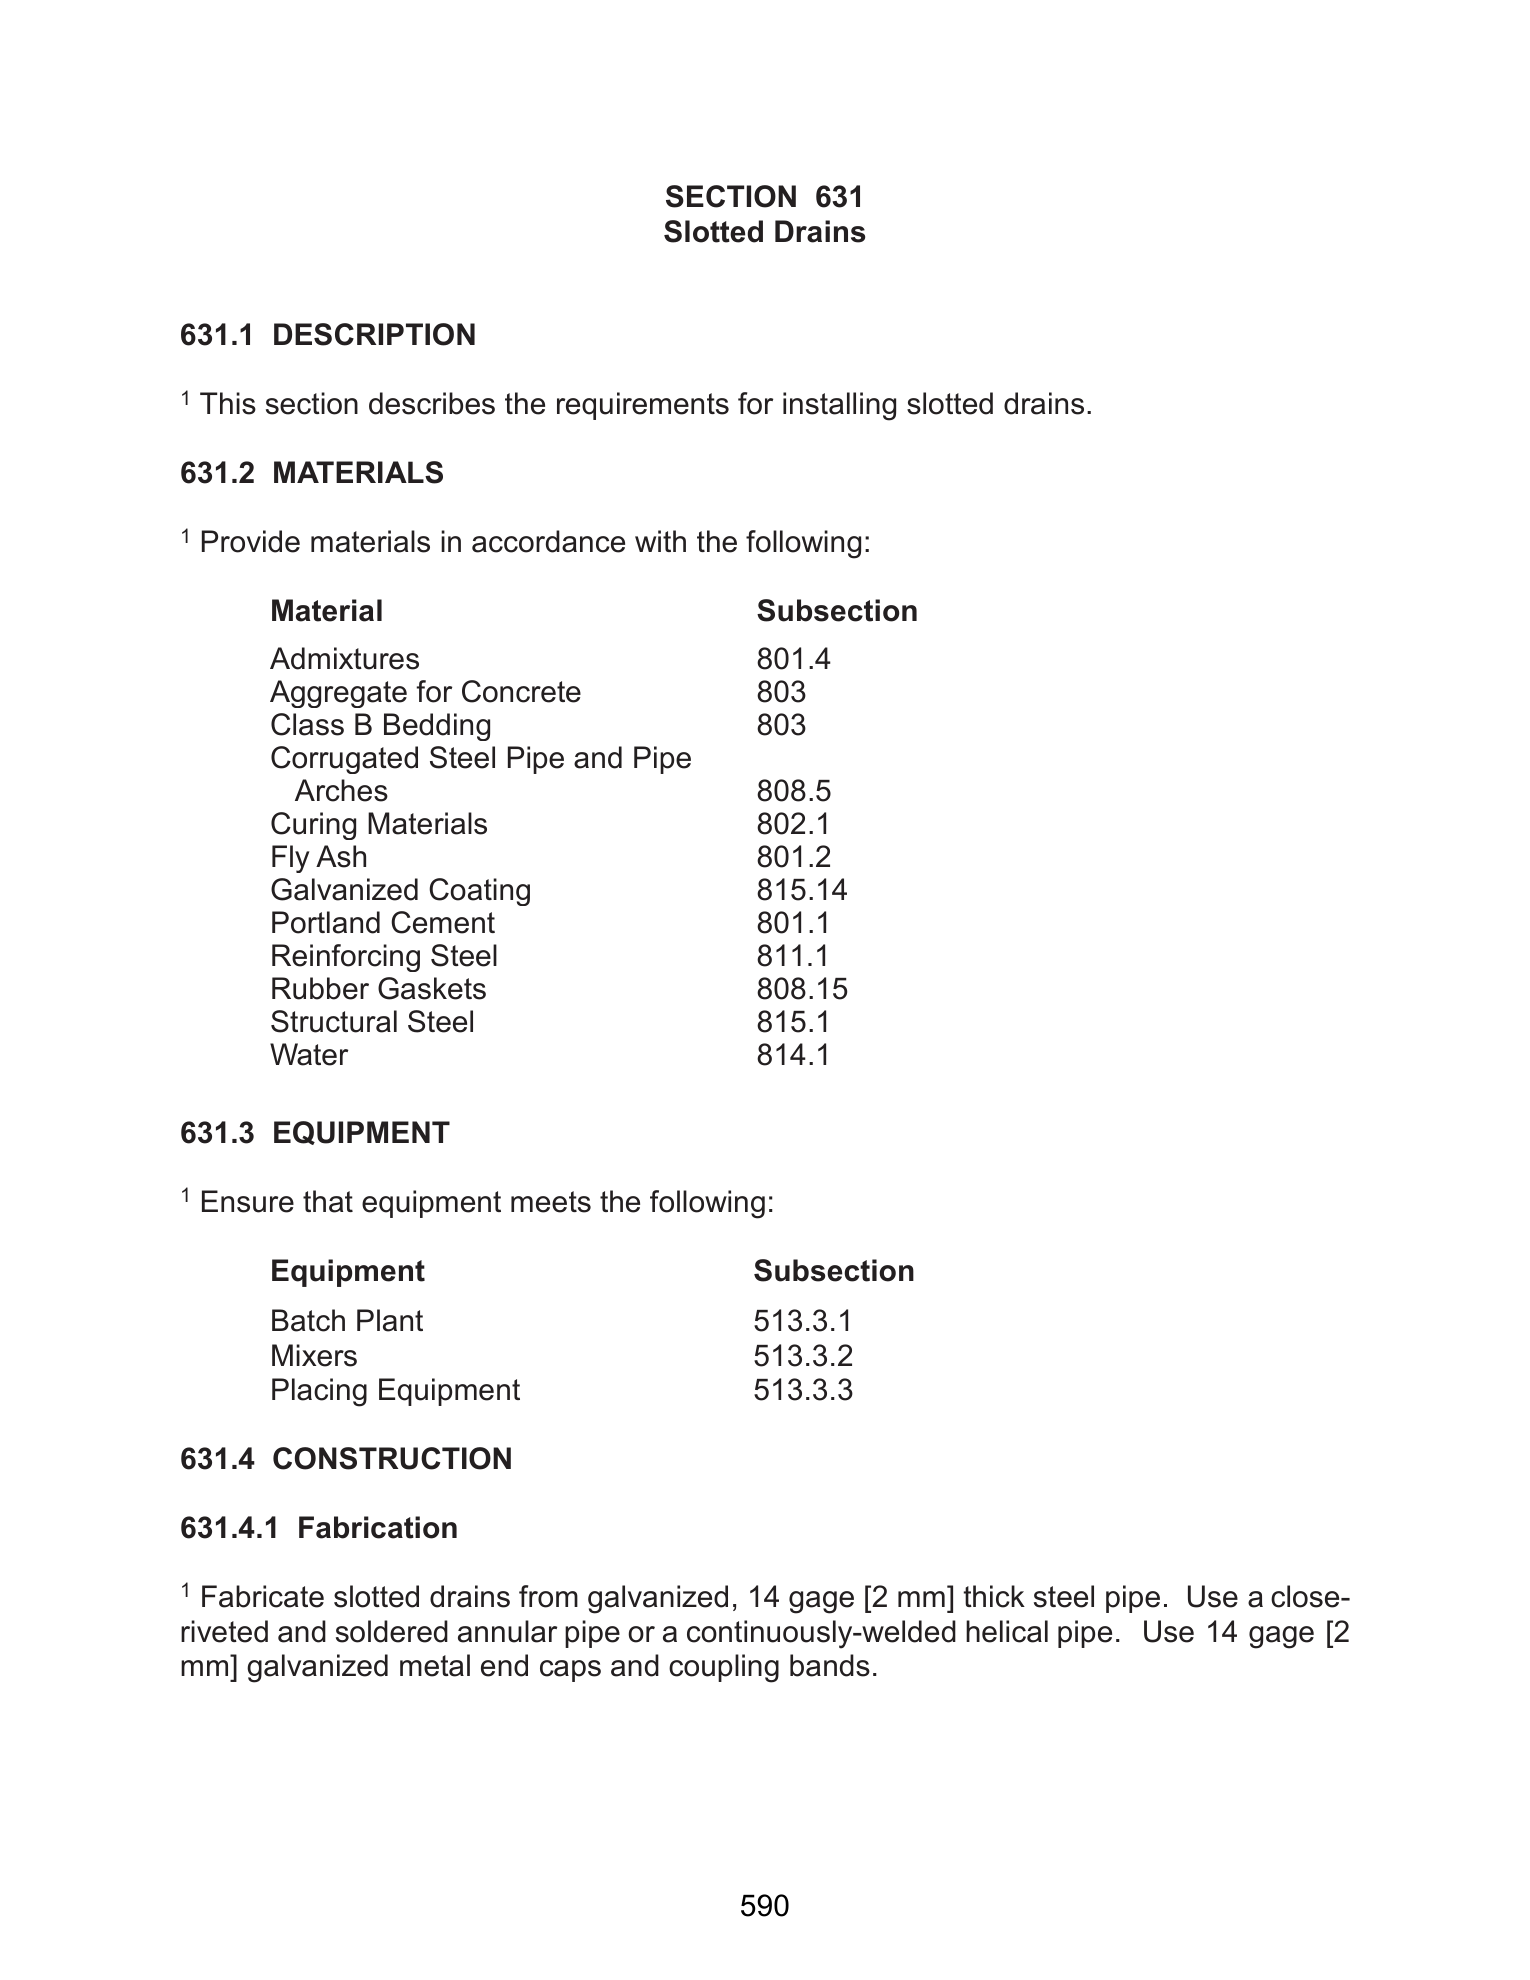 SECTION 631
Slotted Drains
631.1 DESCRIPTION
1 This section describes the requirements for installing slotted drains.
631.2 MATERIALS
1 Provide materials in accordance with the following:
Material Subsection
Admixtures 801.4
Aggregate for Concrete 803
Class B Bedding 803
Corrugated Steel Pipe and Pipe
Arches 808.5
Curing Materials 802.1
Fly Ash 801.2
Galvanized Coating 815.14
Portland Cement 801.1
Reinforcing Steel 811.1
Rubber Gaskets 808.15
Structural Steel 815.1
Water 814.1
631.3 EQUIPMENT
1 Ensure that equipment meets the following:
Equipment Subsection
Batch Plant 513.3.1
Mixers 513.3.2
Placing Equipment 513.3.3
631.4 CONSTRUCTION
631.4.1 Fabrication
1 Fabricate slotted drains from galvanized, 14 gage [2 mm] thick steel pipe. Use a close-
riveted and soldered annular pipe or a continuously-welded helical pipe. Use 14 gage [2
mm] galvanized metal end caps and coupling bands.
590